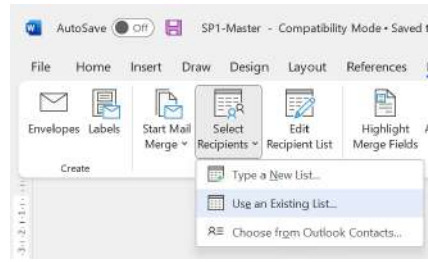 AutoSave Off SP1-Master - Compatibility Mode • Saved
File Home Insert Draw Design Layout References
Envelopes Labels Start Mail Merge Select Recipients Edit Recipient List Highlight Merge Fields
Create
Type a New List...
Use an Existing List...
Choose from Outlook Contacts...